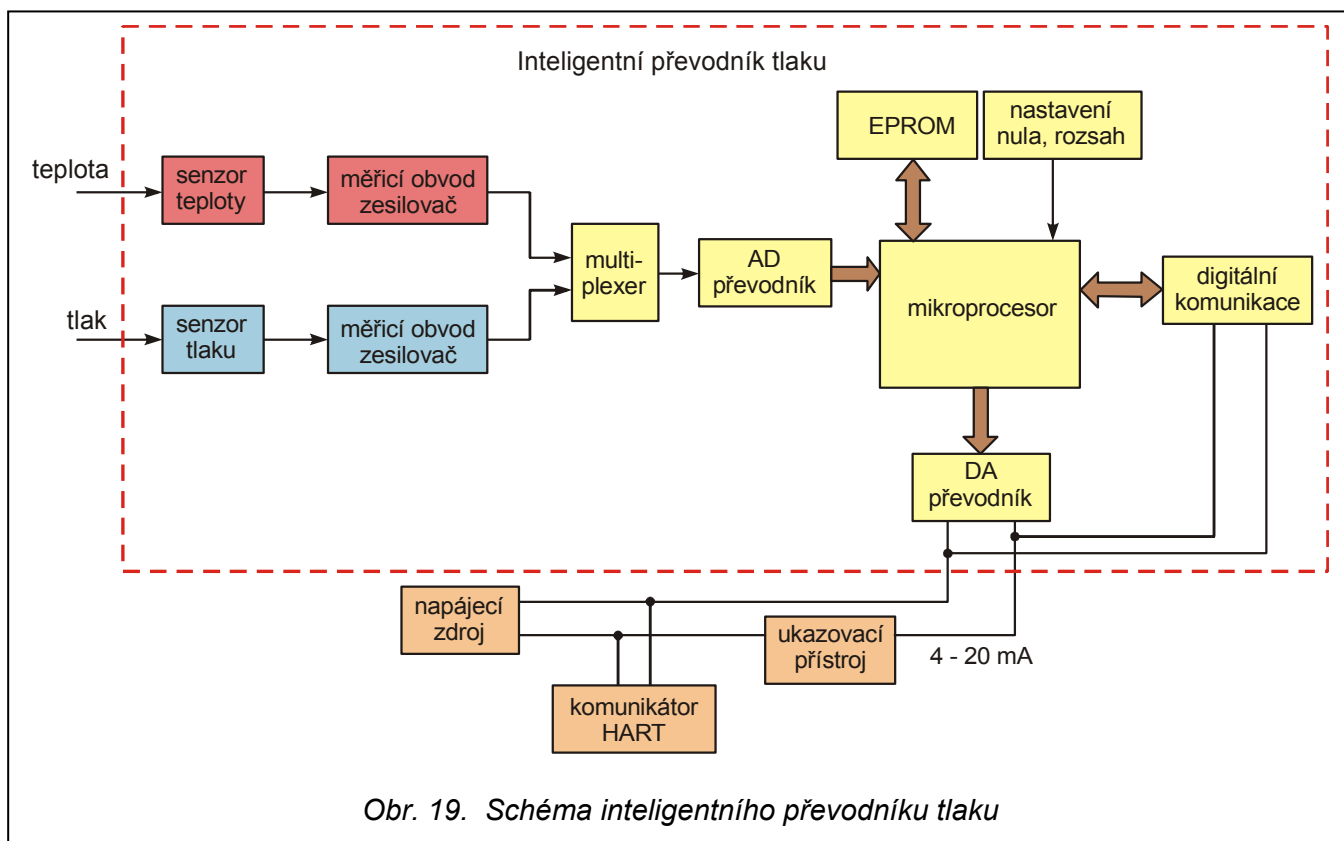 Inteligentní převodník tlaku
EPROM
nastavení
nula, rozsah
teplota
senzor
teploty
měřicí obvod
zesilovač
multi-
plexer
AD
převodník
mikroprocesor
digitální
komunikace
tlak
senzor
tlaku
měřicí obvod
zesilovač
DA
převodník
napájecí
zdroj
ukazovací
přístroj
4 - 20 mA
komunikátor
HART
Obr. 19. Schéma inteligentního převodníku tlaku